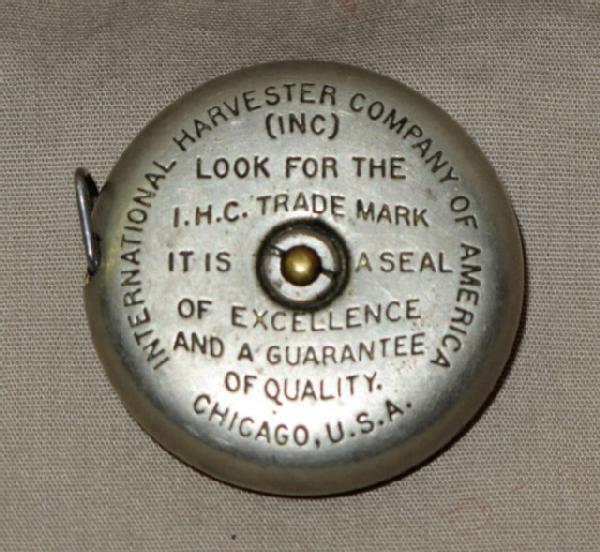 INTERNATIONAL HARVESTER COMPANY OF AMERICA
(INC)
LOOK FOR THE
I.H.C. TRADE MARK
IT IS A SEAL
OF EXCELLENCE
AND A GUARANTEE
OF QUALITY.
CHICAGO, U.S.A.